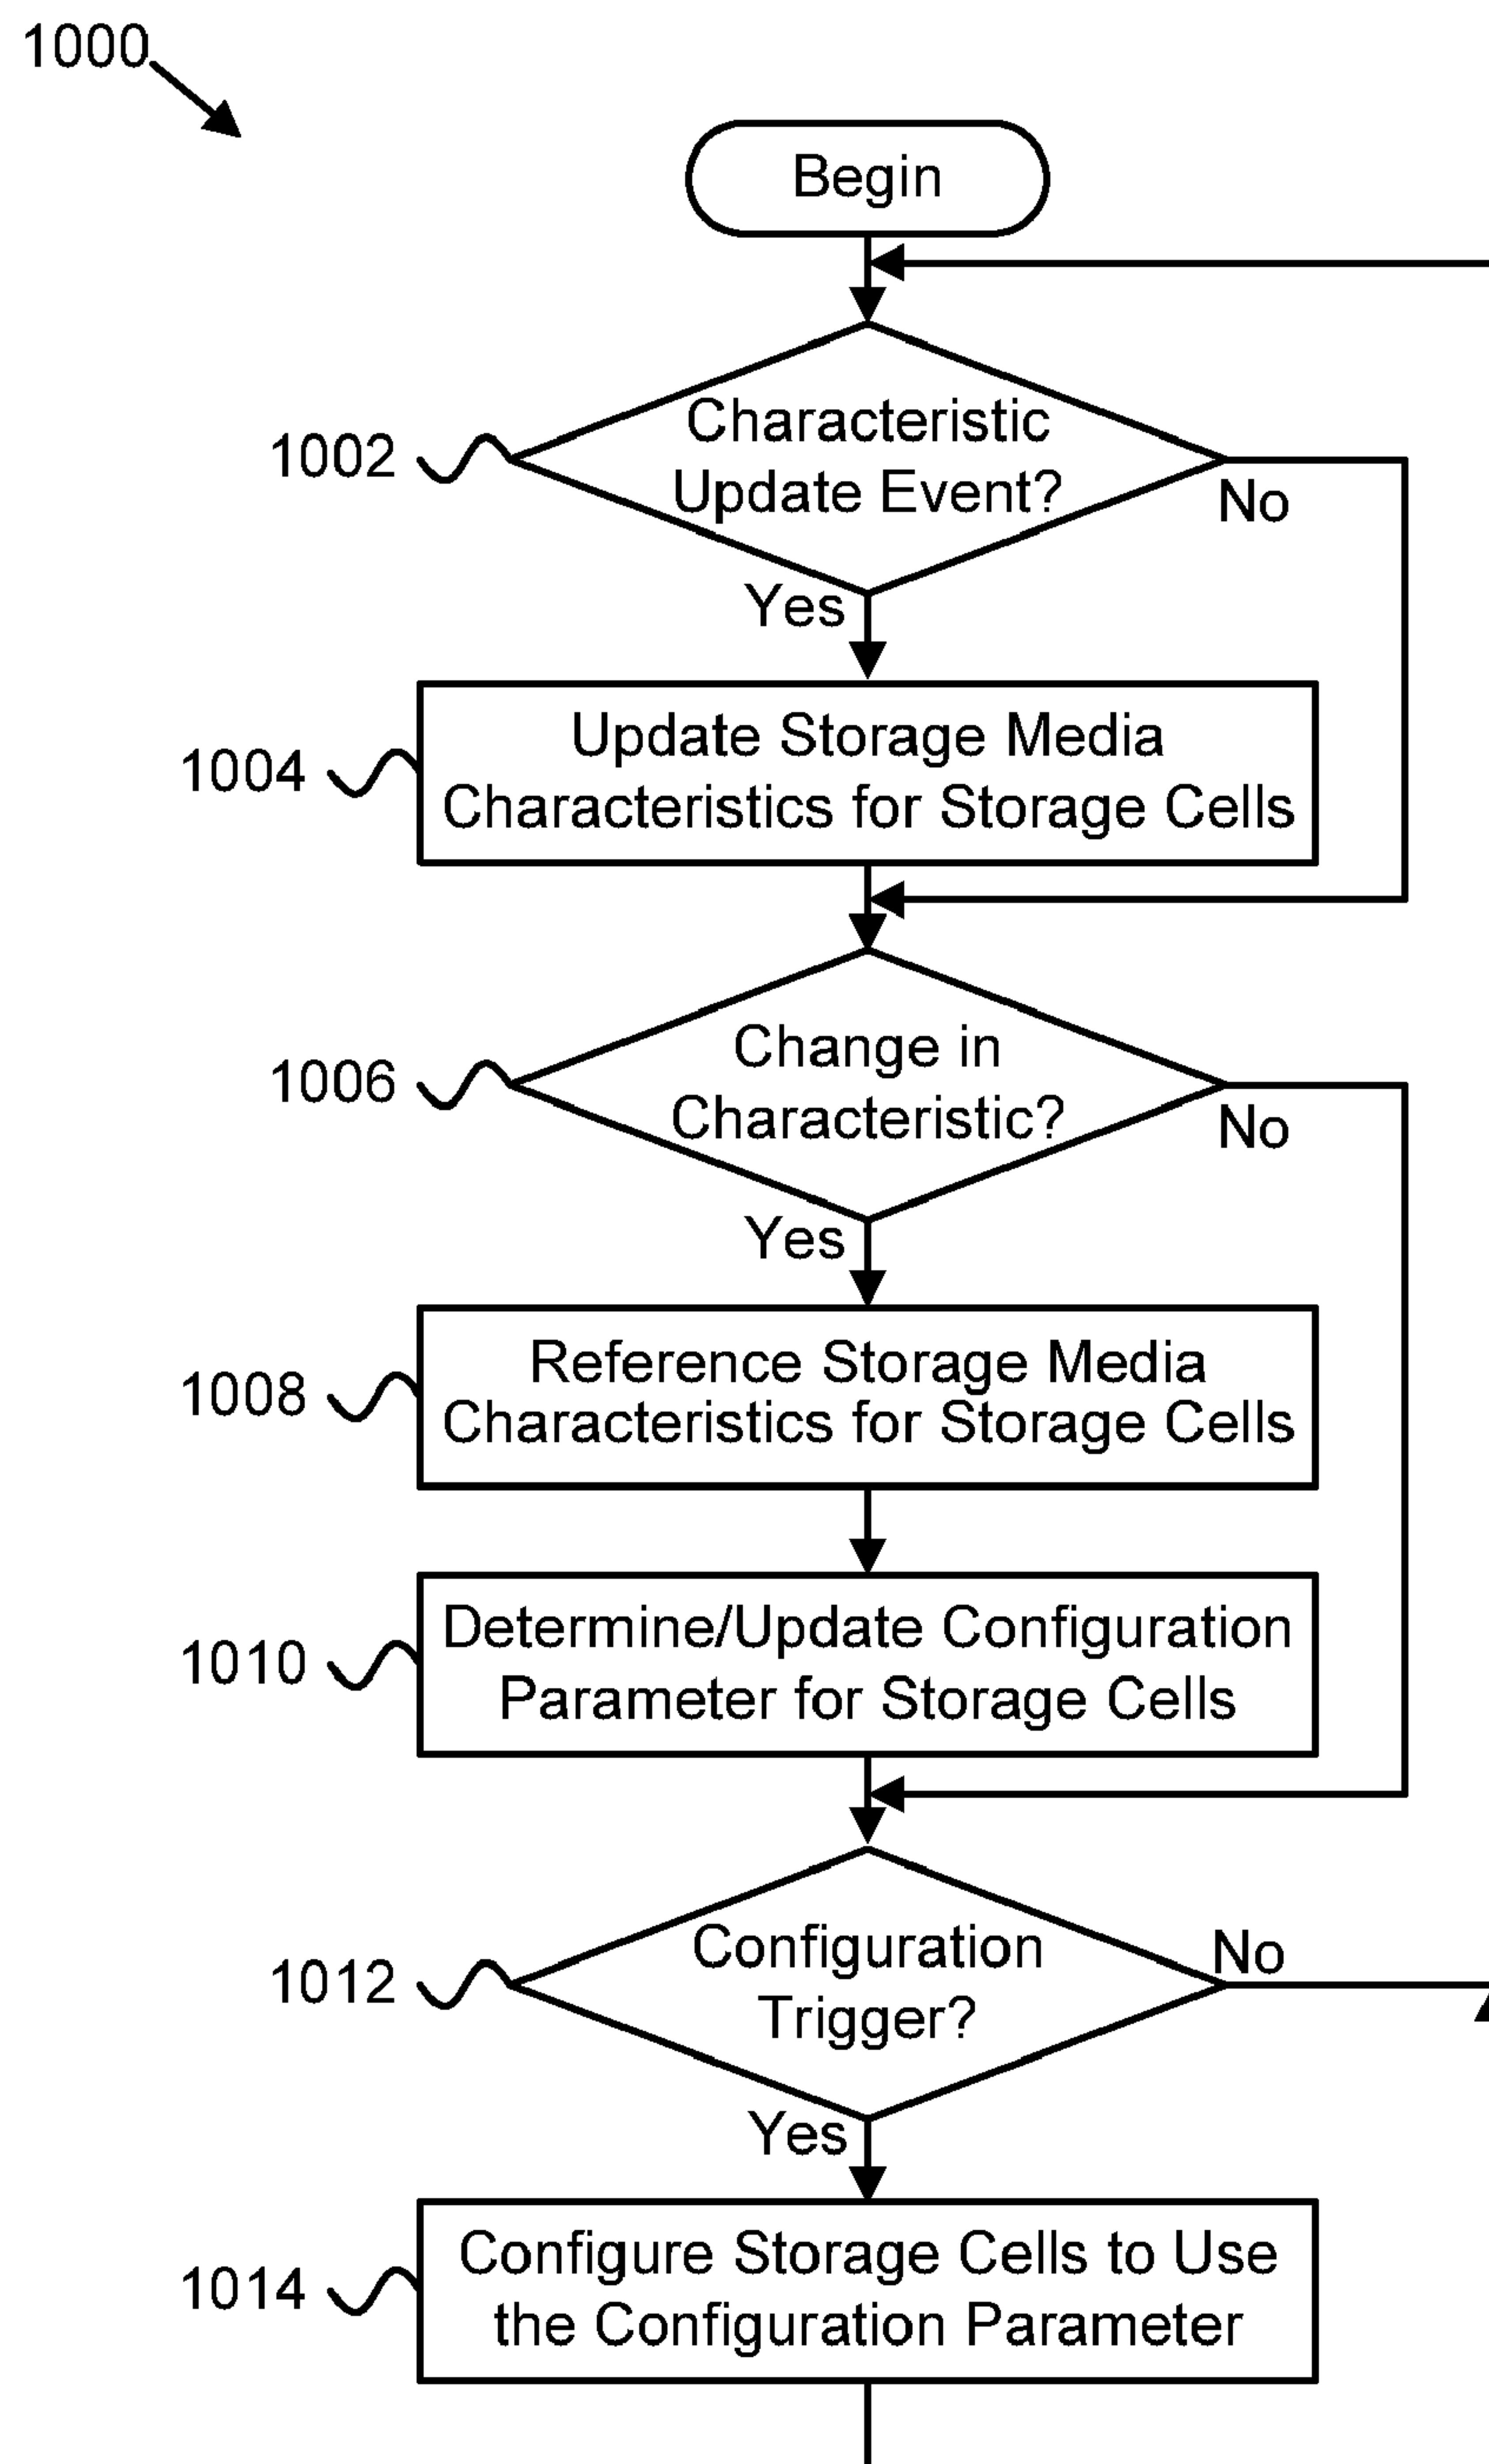 1000
Begin
Characteristic
Update Event?
1002
No
Yes
Update Storage Media
Characteristics for Storage Cells
1004
Change in
Characteristic?
1006
No
Yes
Reference Storage Media
Characteristics for Storage Cells
1008
Determine/Update Configuration
Parameter for Storage Cells
1010
Configuration
Trigger?
1012
No
Yes
Configure Storage Cells to Use
the Configuration Parameter
1014